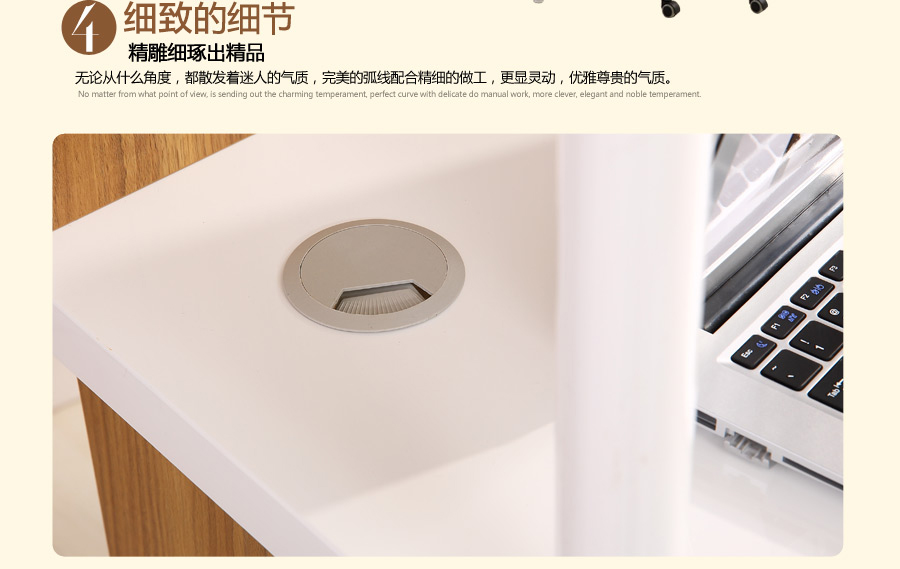 4
细致的细节
精雕细琢出精品
无论从什么角度，都散发着迷人的气质，完美的弧线配合精细的做工，更显灵动，优雅尊贵的气质。
No matter from what point of view, is sending out the charming temperament, perfect curve with delicate do manual work, more clever, elegant and noble temperament.
F3
F2
F1
Esc
! 1
@
~ `
Tab